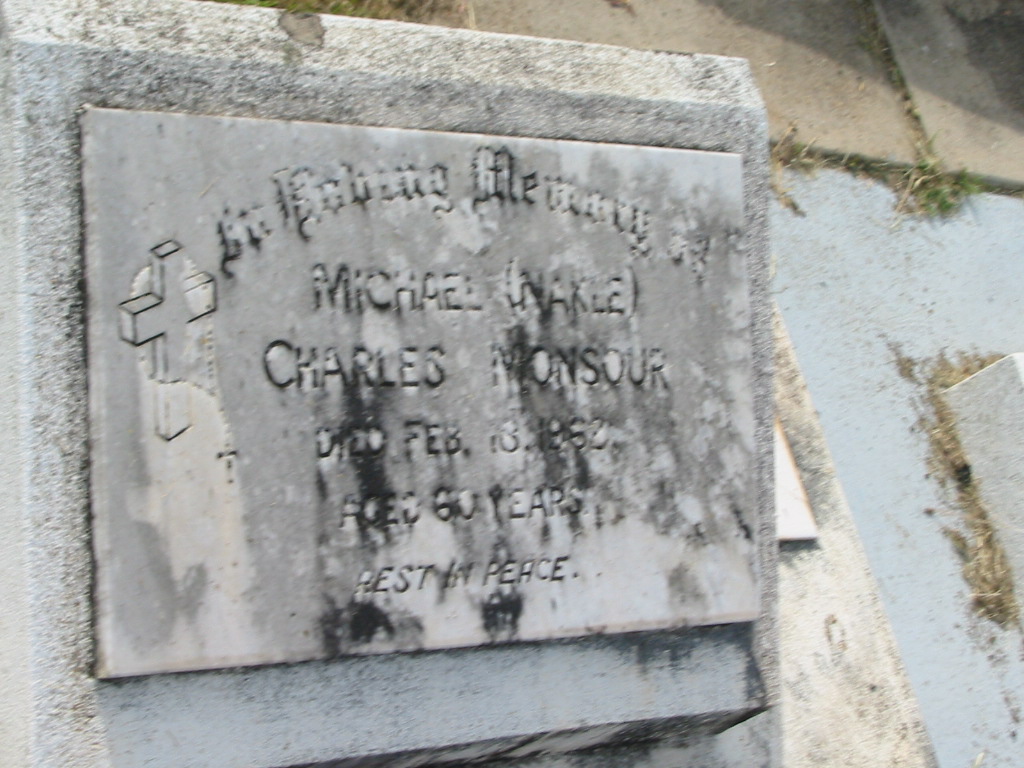 In Loving Memory of
MICHAEL (NAKLE)
CHARLES MONSOUR
DIED FEB. 18, 1962,
AGED 60 YEARS.
REST IN PEACE.